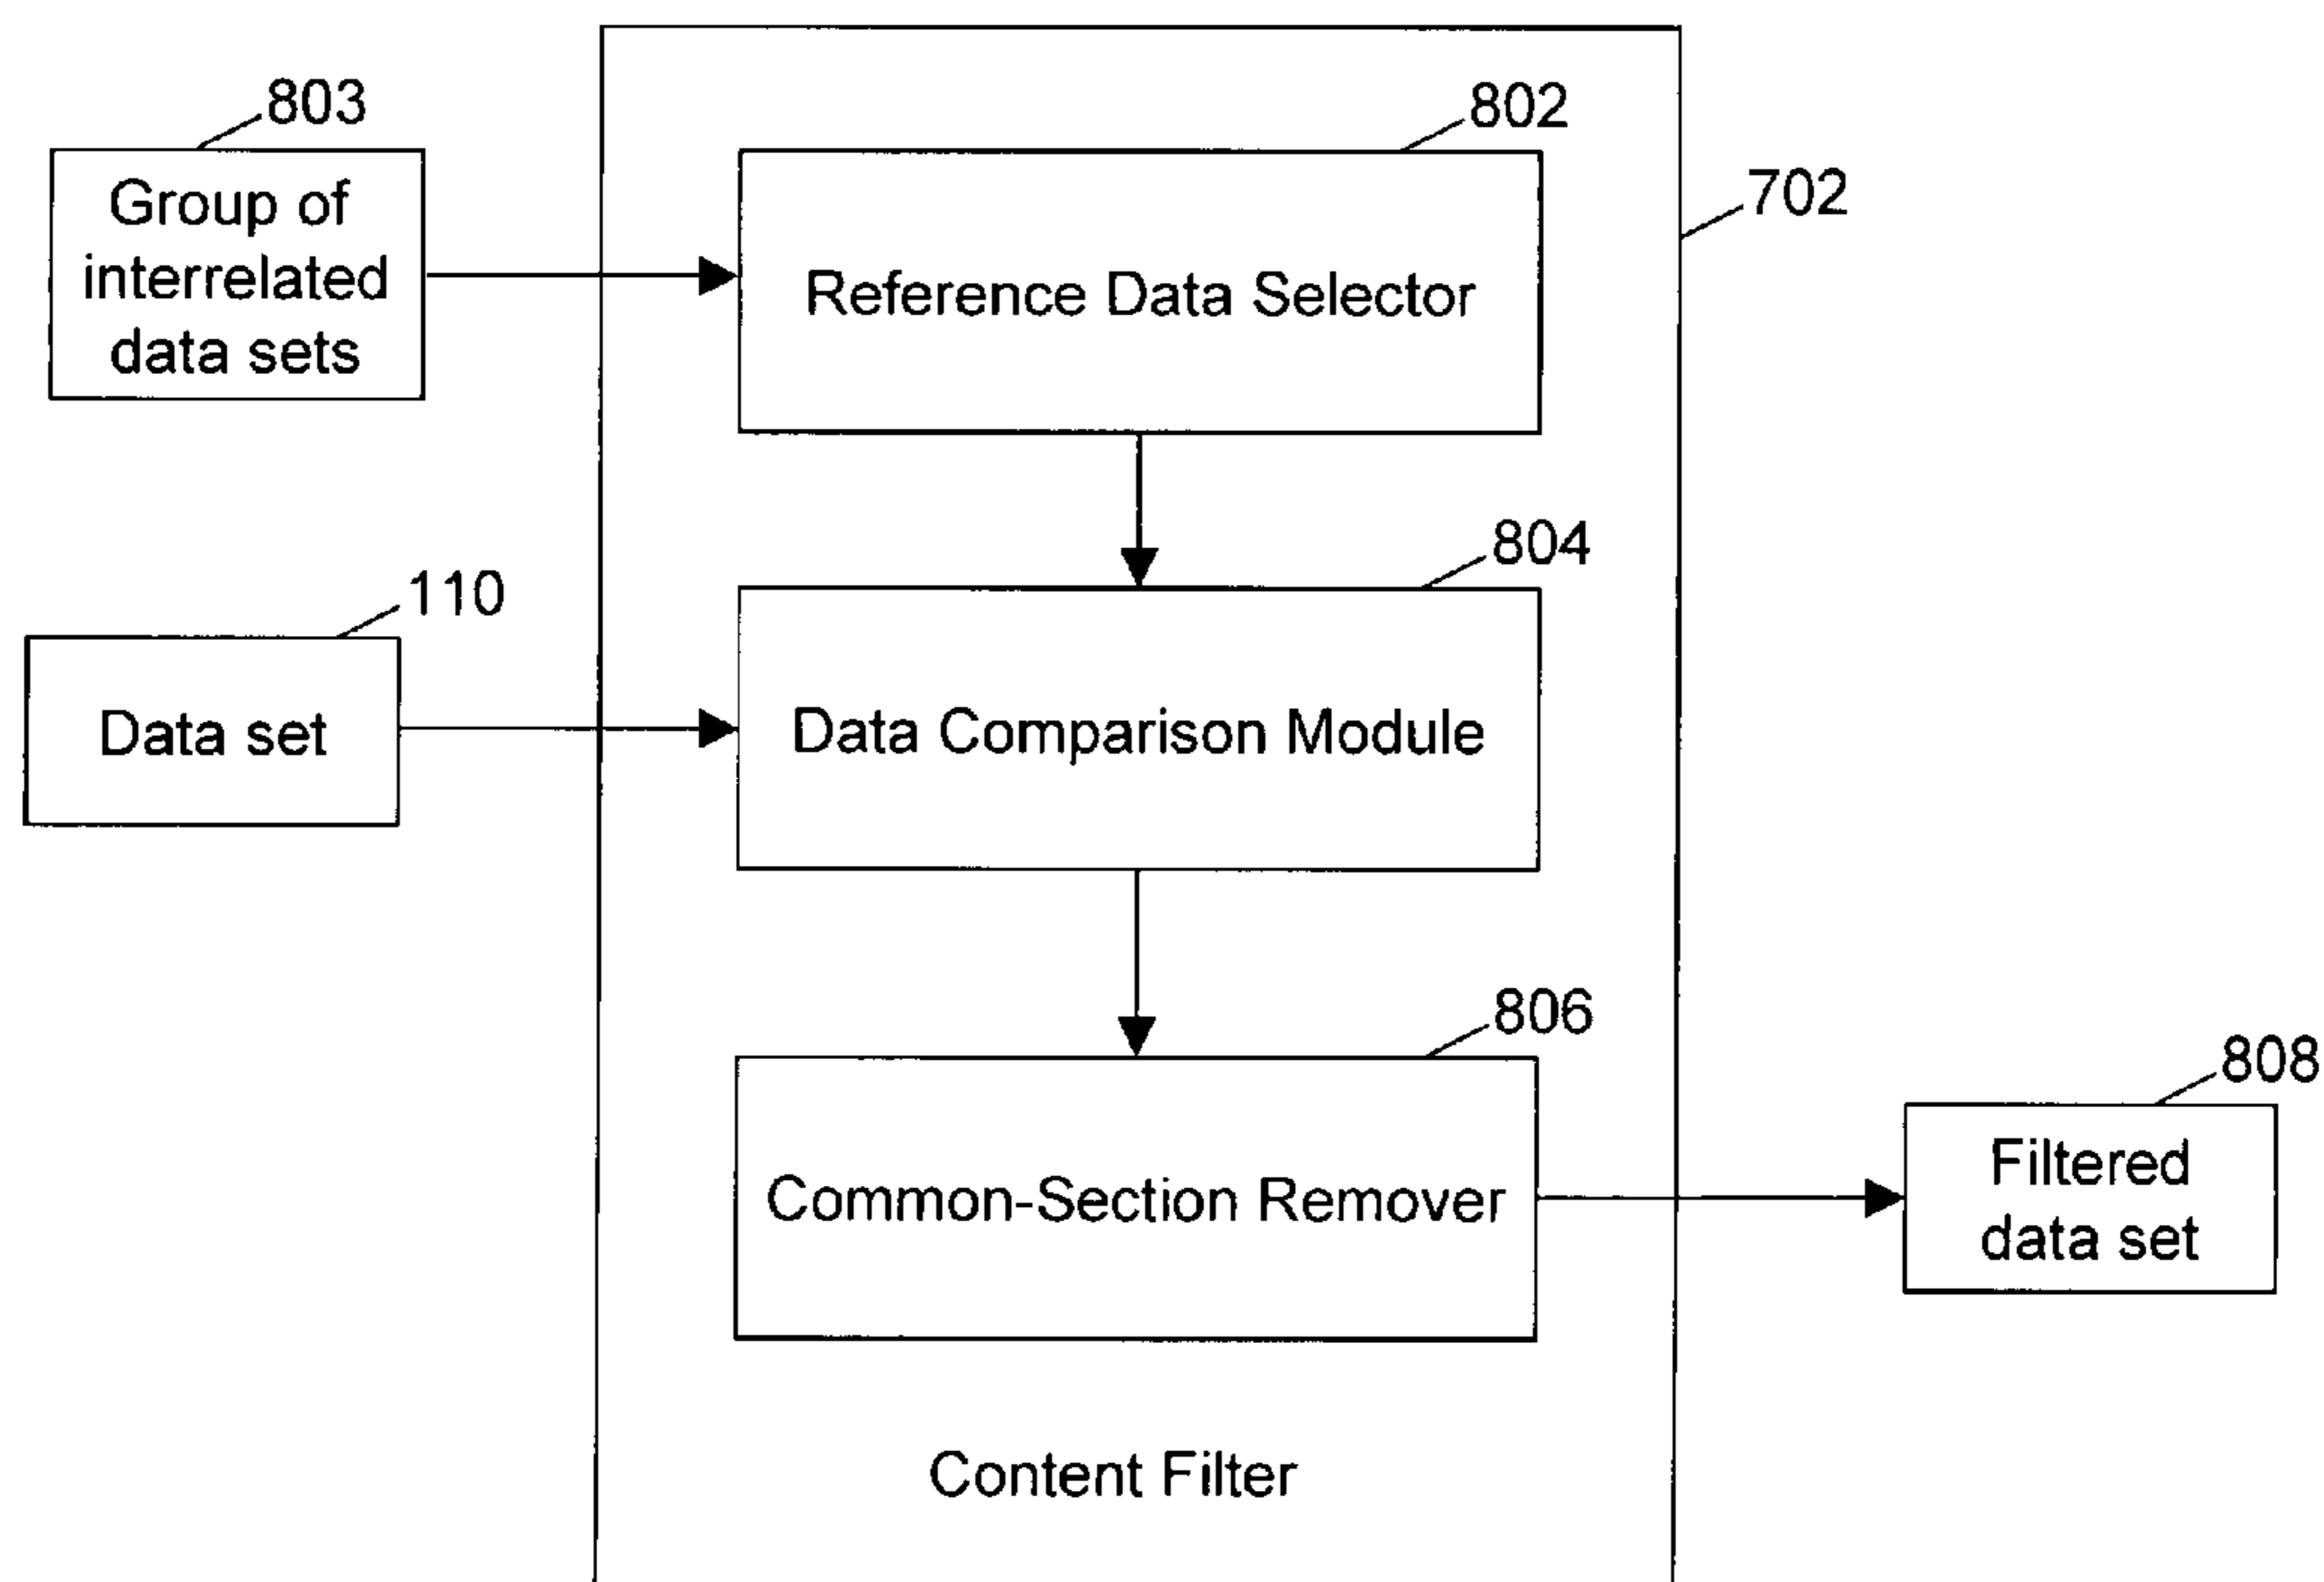 803
Group of
interrelated
data sets
802
Reference Data Selector
702
804
110
Data set
Data Comparison Module
806
Common-Section Remover
808
Filtered
data set
Content Filter